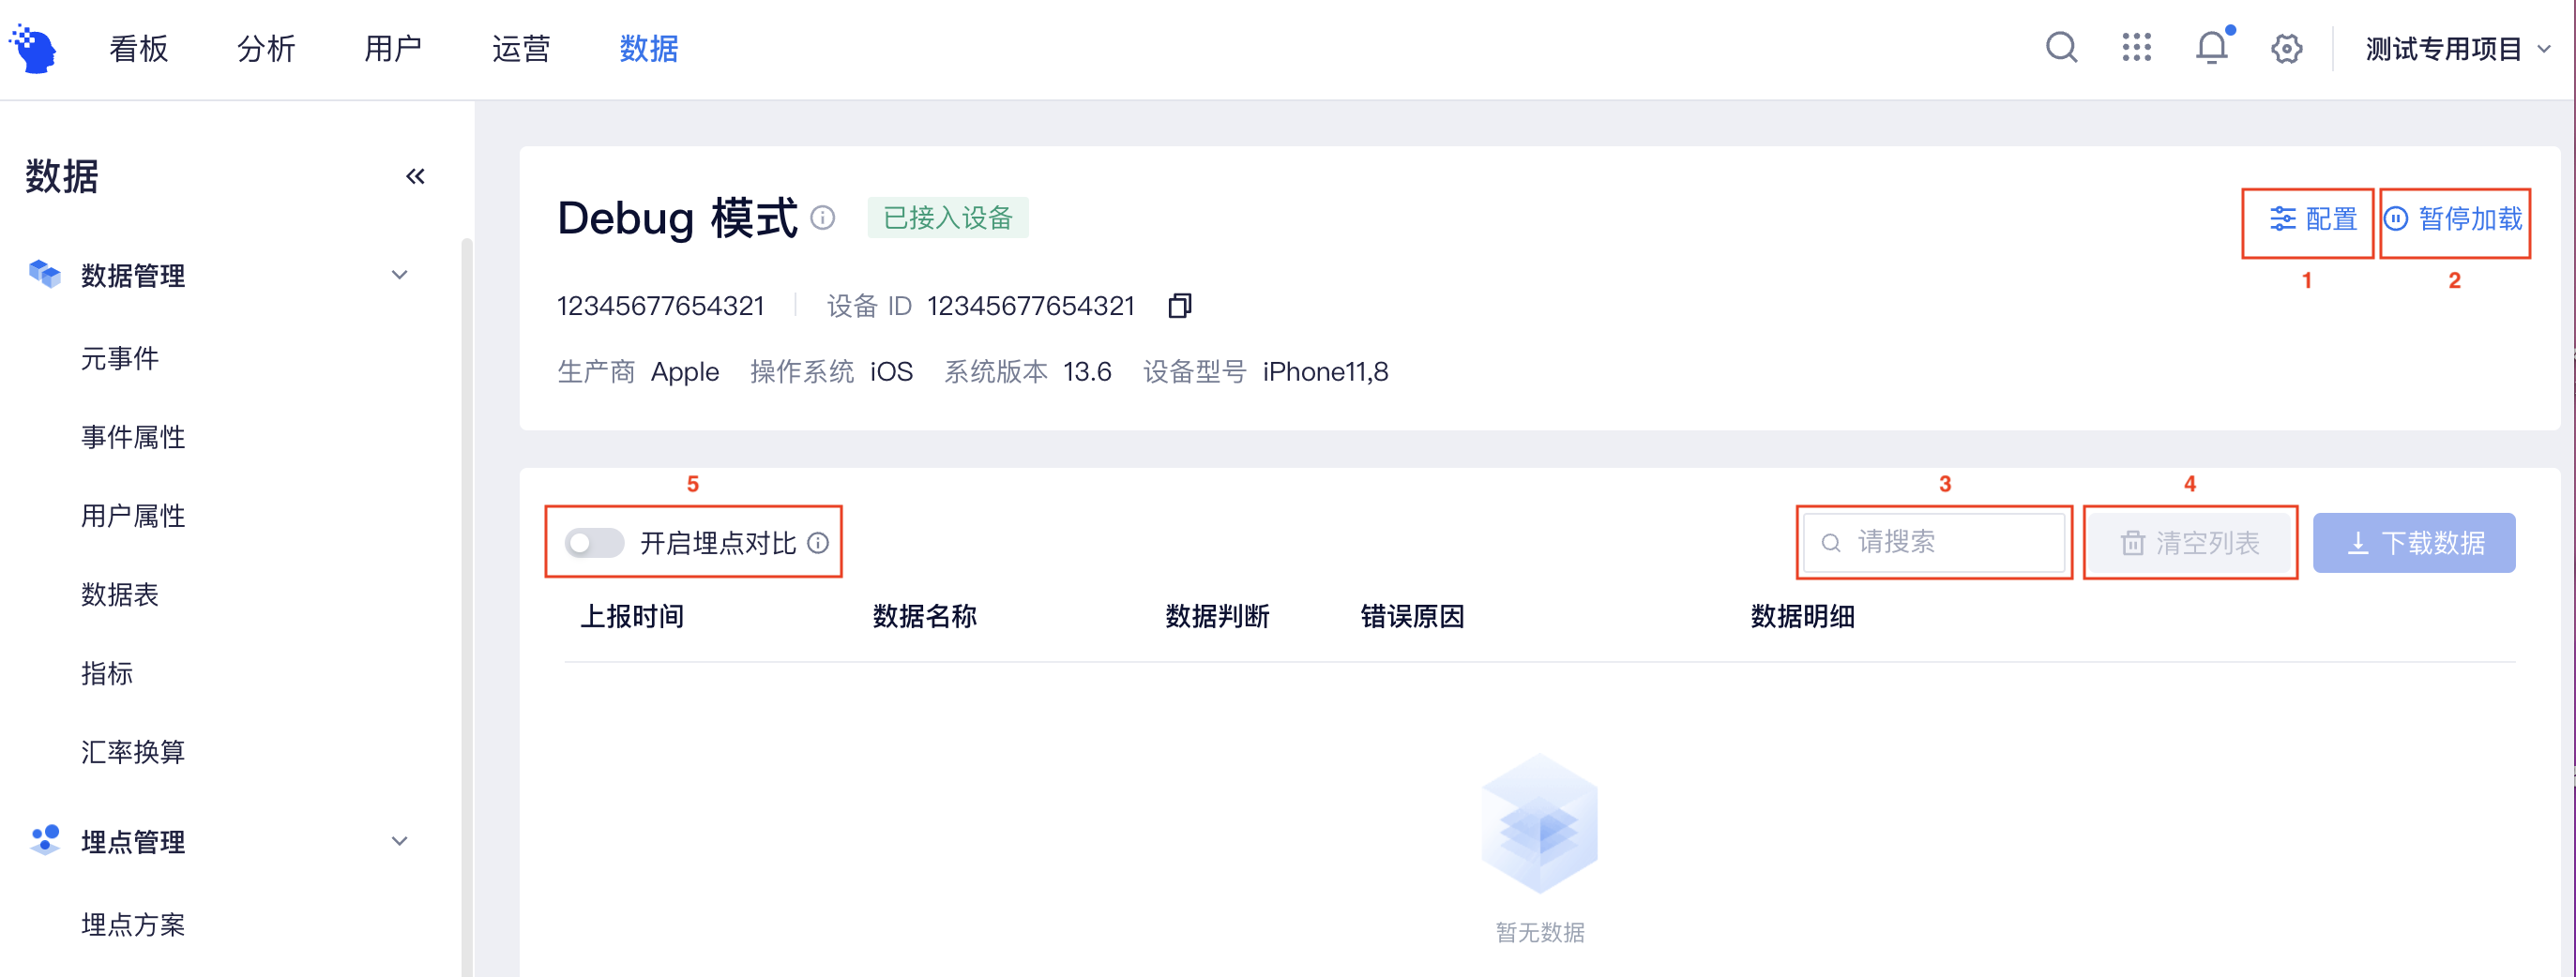 看板 分析 用户 运营 数据 测试专用项目
数据
数据管理
元事件
事件属性
用户属性
数据表
指标
汇率换算
埋点管理
埋点方案
Debug 模式 已接入设备
配置 暂停加载
1 2
12345677654321 设备 ID 12345677654321
生产商 Apple 操作系统 iOS 系统版本 13.6 设备型号 iPhone11,8
5 3 4
开启埋点对比 请搜索 清空列表 下载数据
上报时间 数据名称 数据判断 错误原因 数据明细
暂无数据